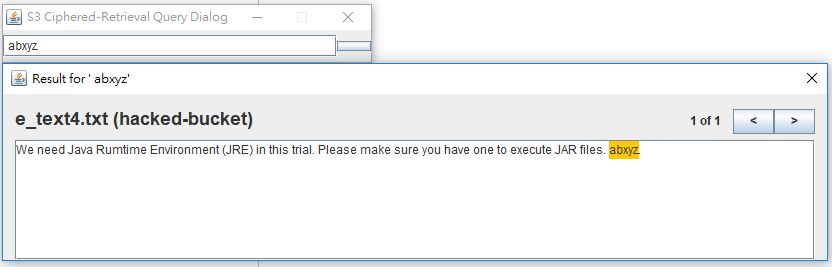 S3 Ciphered-Retrieval Query Dialog
abxyz
Result for ' abxyz'
e_text4.txt (hacked-bucket)
1 of 1
<
>
We need Java Rumtime Environment (JRE) in this trial. Please make sure you have one to execute JAR files. abxyz.